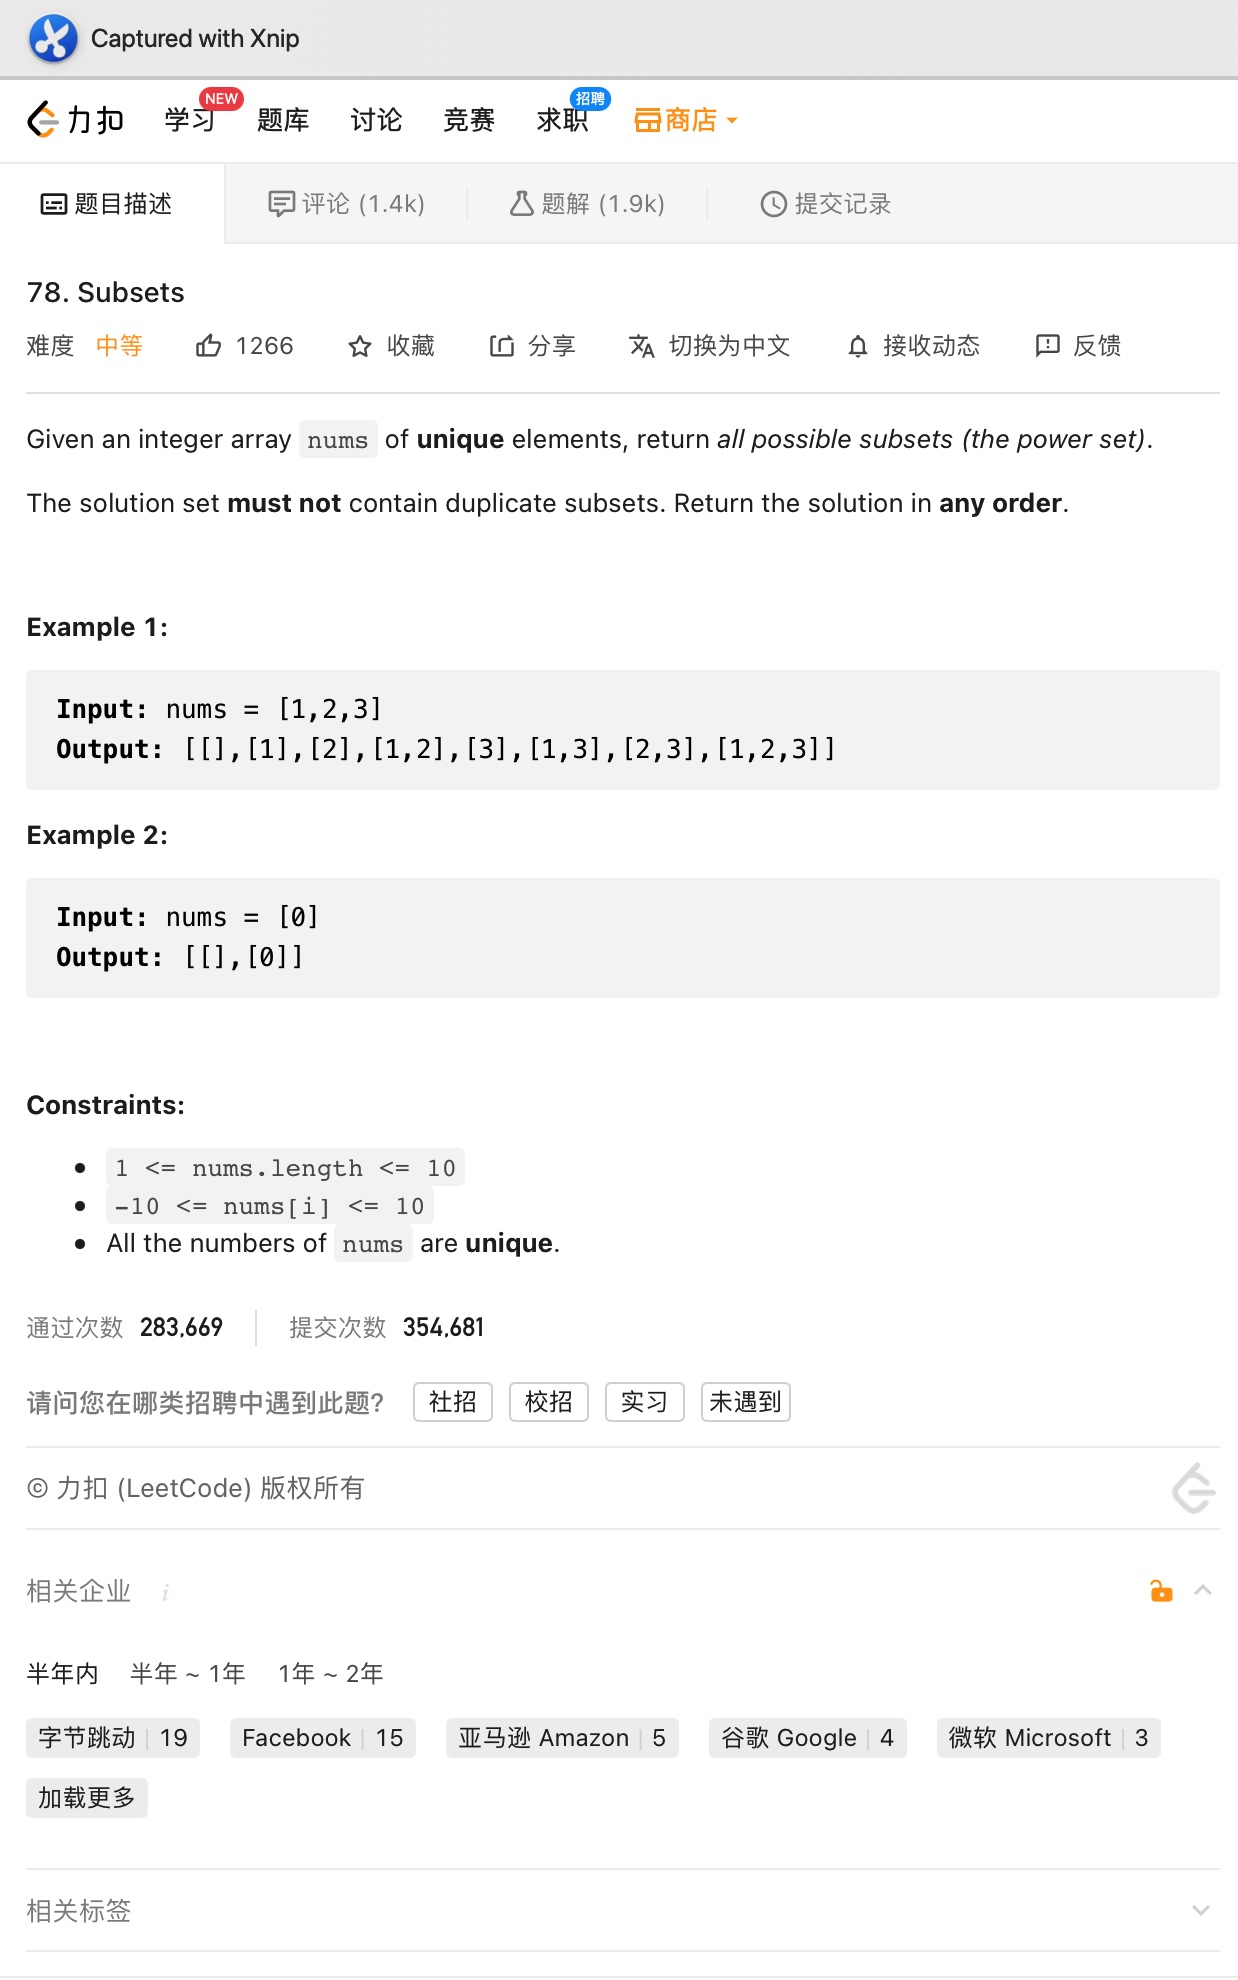 Captured with Xnip
力扣 学习 NEW 题库 讨论 竞赛 求职 招聘 商店
题目描述 评论 (1.4k) 题解 (1.9k) 提交记录
78. Subsets
难度 中等 1266 收藏 分享 切换为中文 接收动态 反馈
Given an integer array nums of unique elements, return all possible subsets (the power set).
The solution set must not contain duplicate subsets. Return the solution in any order.
Example 1:
Input: nums = [1,2,3]
Output: [[],[1],[2],[1,2],[3],[1,3],[2,3],[1,2,3]]
Example 2:
Input: nums = [0]
Output: [[],[0]]
Constraints:
1 <= nums.length <= 10
-10 <= nums[i] <= 10
All the numbers of nums are unique.
通过次数 283,669 提交次数 354,681
请问您在哪类招聘中遇到此题? 社招 校招 实习 未遇到
© 力扣 (LeetCode) 版权所有
相关企业 i
半年内 半年 ~ 1年 1年 ~ 2年
字节跳动 | 19 Facebook | 15 亚马逊 Amazon | 5 谷歌 Google | 4 微软 Microsoft | 3
加载更多
相关标签